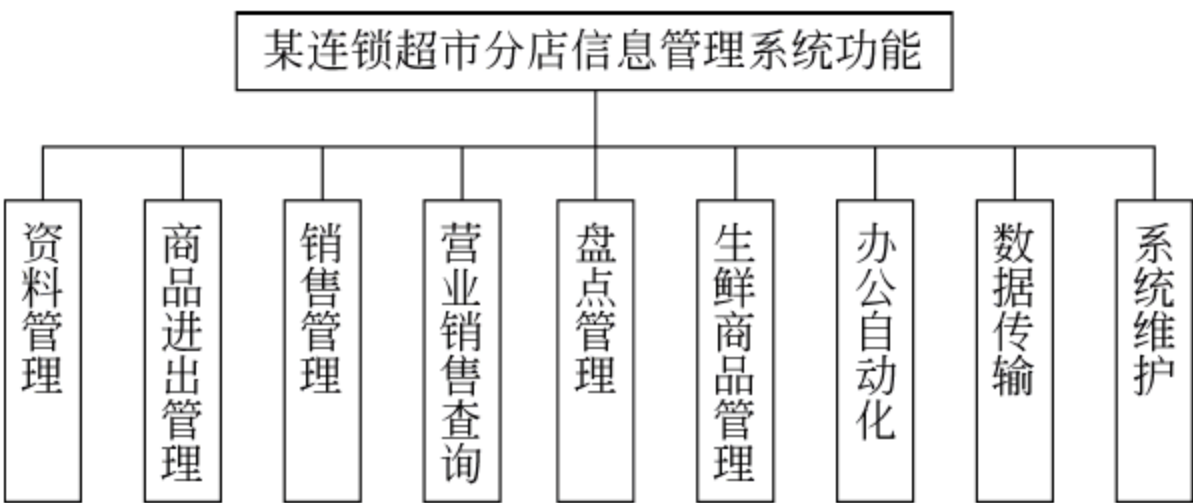 某连锁超市分店信息管理系统功能
资料管理
商品进出管理
销售管理
营业销售查询
盘点管理
生鲜商品管理
办公自动化
数据传输
系统维护